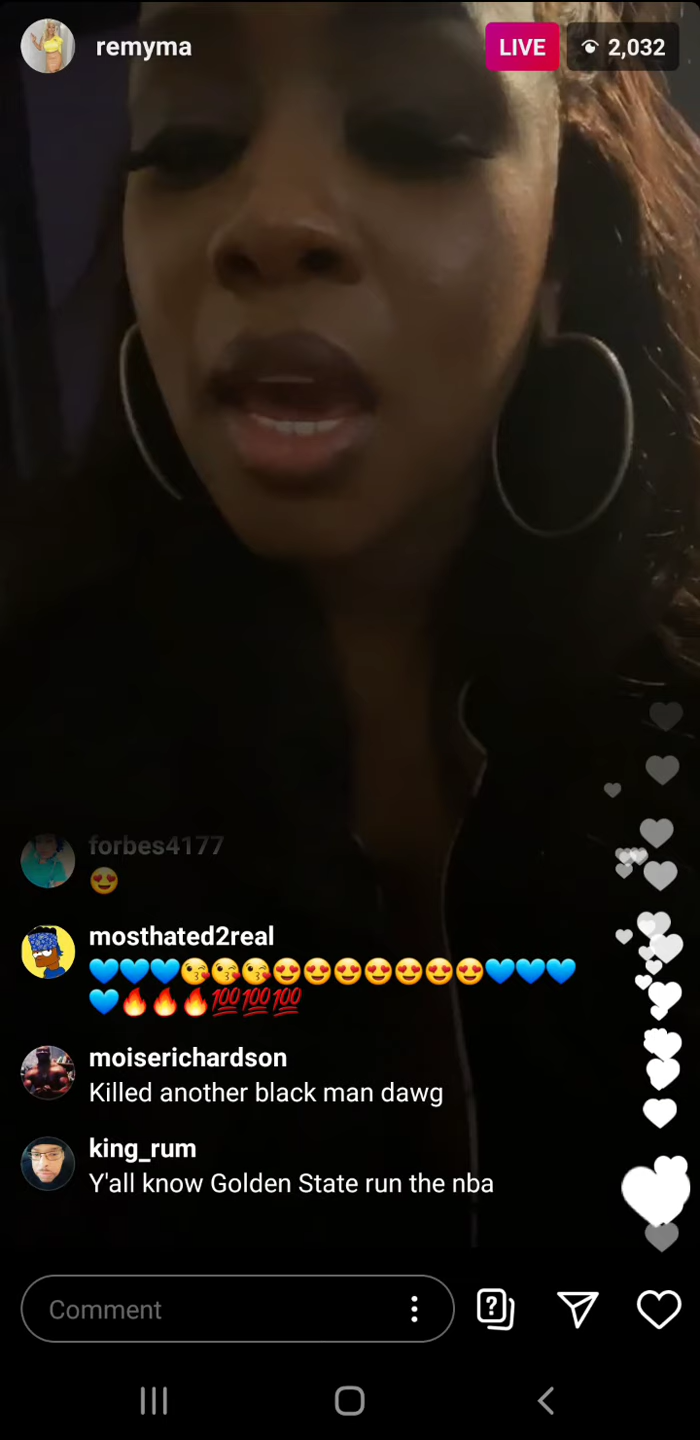 remyma
LIVE
2,032
forbes4177
😍
mosthated2real
💙💙💙😘😘😘😍😍😍😍😍😍😍💙💙💙
💙🔥🔥🔥💯💯💯
moiserichardson
Killed another black man dawg
king_rum
Y'all know Golden State run the nba
Comment